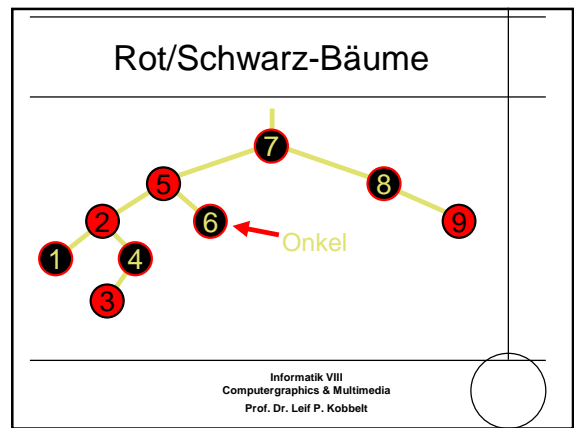 Rot/Schwarz-Bäume
7
5
8
2
6
9
Onkel
1
4
3
Informatik VIII
Computergraphics & Multimedia
Prof. Dr. Leif P. Kobbelt